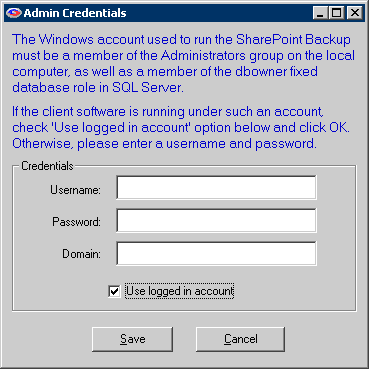 Admin Credentials
The Windows account used to run the SharePoint Backup
must be a member of the Administrators group on the local
computer, as well as a member of the dbowner fixed
database role in SQL Server.
If the client software is running under such an account,
check 'Use logged in account' option below and click OK.
Otherwise, please enter a username and password.
Credentials
Username:
Password:
Domain:
Use logged in account
Save Cancel